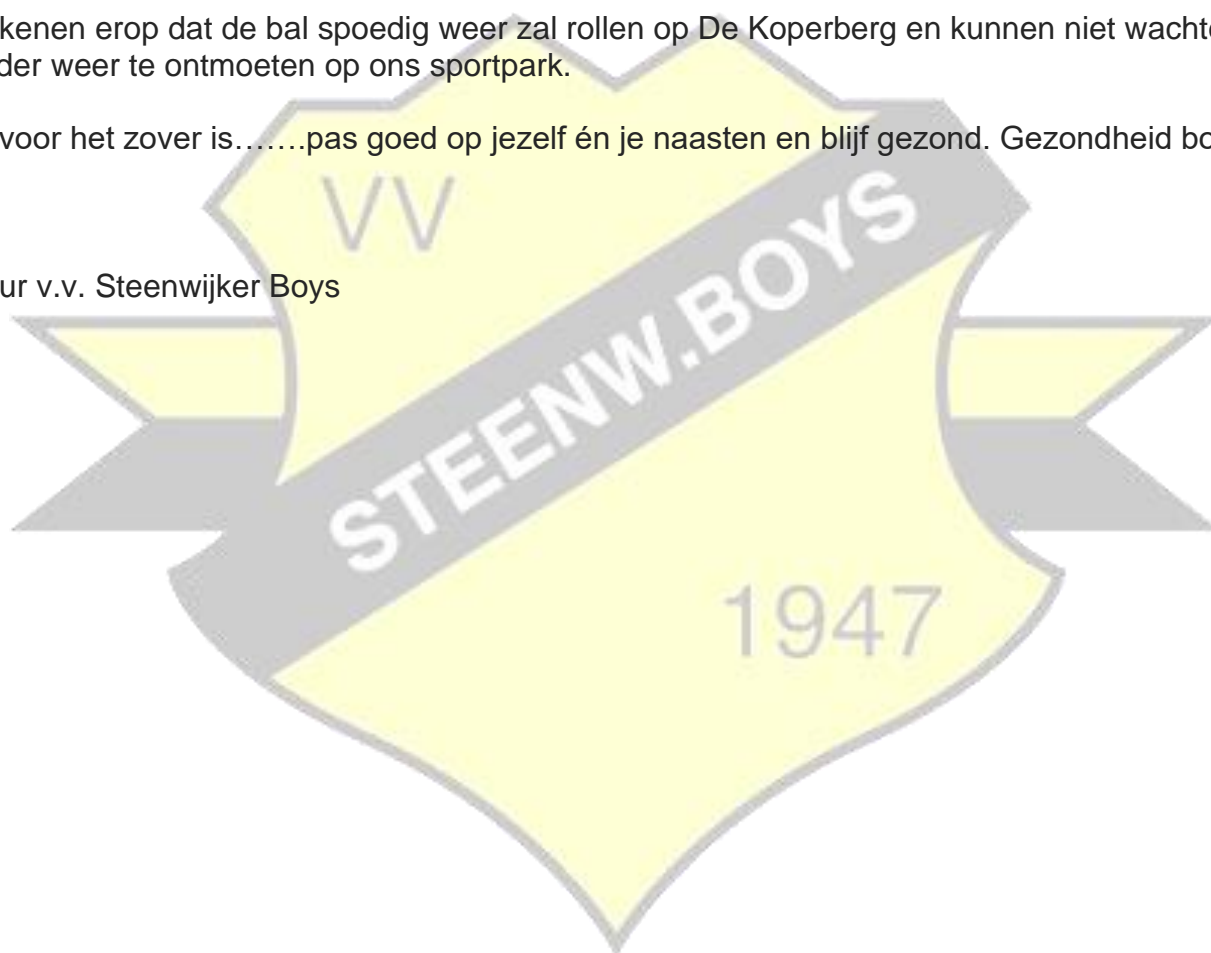 kenen erop dat de bal spoedig weer zal rollen op De Koperberg en kunnen niet wacht
der weer te ontmoeten op ons sportpark.
voor het zover is…….pas goed op jezelf én je naasten en blijf gezond. Gezondheid bo
ur v.v. Steenwijker Boys
VV
STEENW.BOYS
1947